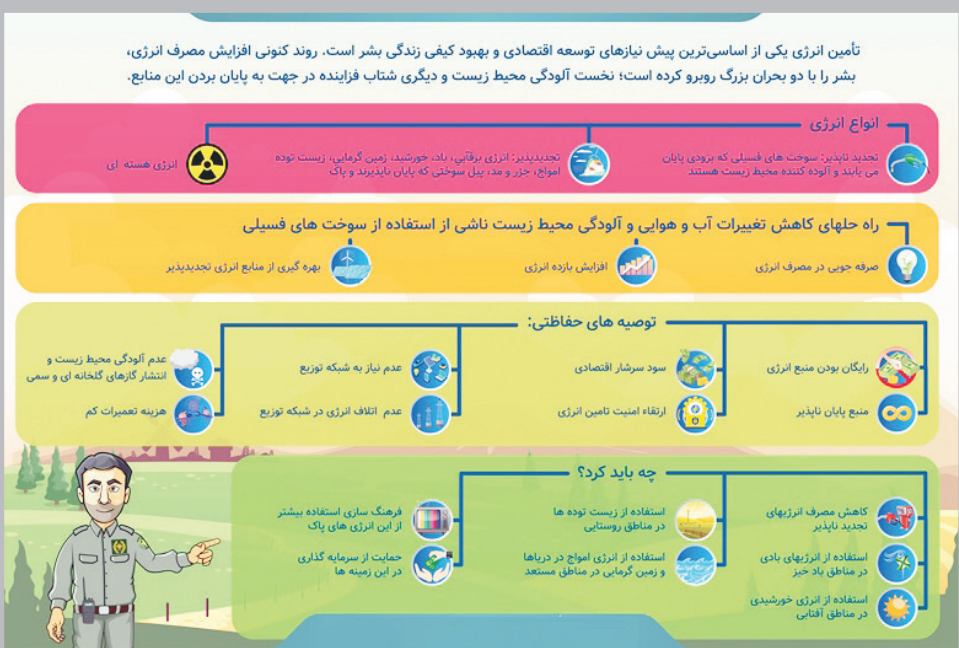 تأمین انرژی یکی از اساسی‌ترین پیش نیازهای توسعه اقتصادی و بهبود کیفی زندگی بشر است. روند کنونی افزایش مصرف انرژی،
بشر را با دو بحران بزرگ روبرو کرده است؛ نخست آلودگی محیط زیست و دیگری شتاب فزاینده در جهت به پایان بردن این منابع.
انواع انرژی
تجدید ناپذیر: سوخت های فسیلی که بزودی پایان
می یابند و آلوده کننده محیط زیست هستند
تجدیدپذیر: انرژی برقآبی، باد، خورشید، زمین گرمایی، زیست توده
امواج، جزر و مد، پیل سوختی که پایان ناپذیرند و پاک
انرژی هسته ای
راه حلهای کاهش تغییرات آب و هوایی و آلودگی محیط زیست ناشی از استفاده از سوخت های فسیلی
صرفه جویی در مصرف انرژی
افزایش بازده انرژی
بهره گیری از منابع انرژی تجدیدپذیر
توصیه های حفاظتی:
رایگان بودن منبع انرژی
منبع پایان ناپذیر
سود سرشار اقتصادی
ارتقاء امنیت تامین انرژی
عدم نیاز به شبکه توزیع
عدم اتلاف انرژی در شبکه توزیع
عدم آلودگی محیط زیست و
انتشار گازهای گلخانه ای و سمی
هزینه تعمیرات کم
چه باید کرد؟
کاهش مصرف انرژیهای
تجدید ناپذیر
استفاده از انرژیهای بادی
در مناطق باد خیز
استفاده از انرژی خورشیدی
در مناطق آفتابی
استفاده از زیست توده ها
در مناطق روستایی
استفاده از انرژی امواج در دریاها
و زمین گرمایی در مناطق مستعد
فرهنگ سازی استفاده بیشتر
از این انرژی های پاک
حمایت از سرمایه گذاری
در این زمینه ها